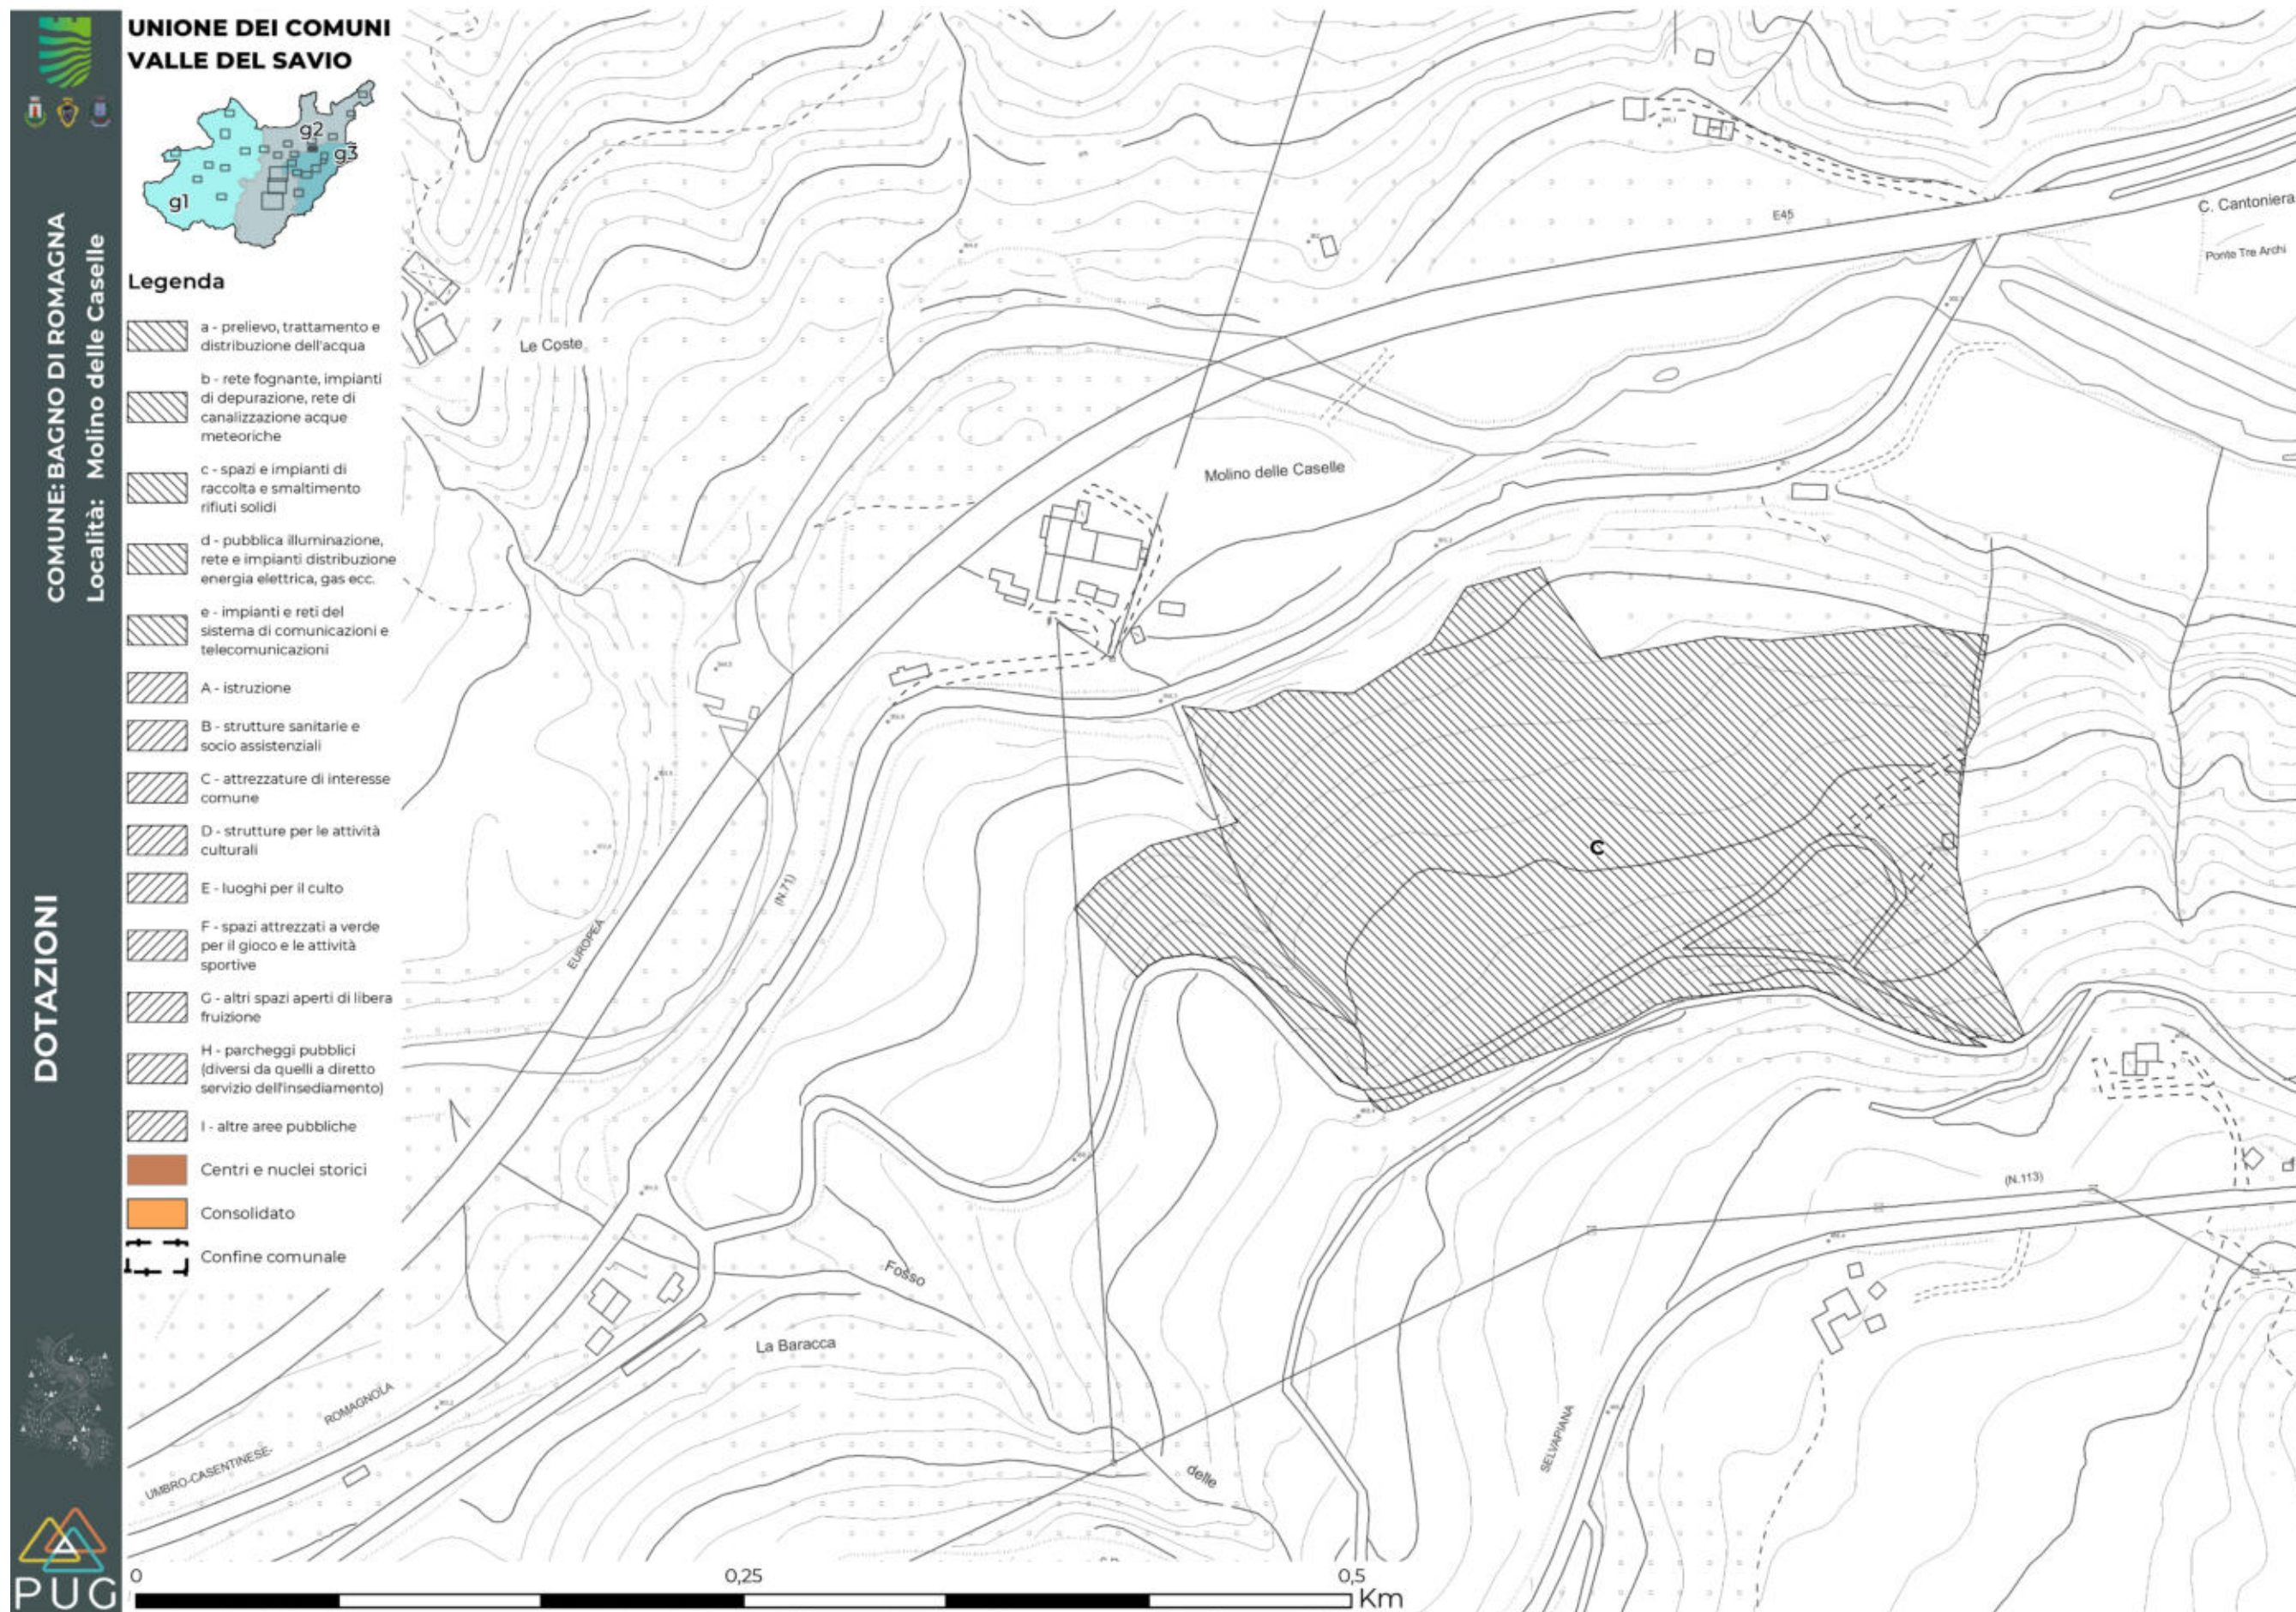 UNIONE DEI COMUNI
VALLE DEL SAVIO
g1
g2
g3
COMUNE: BAGNO DI ROMAGNA
Località: Molino delle Caselle
DOTAZIONI
PUG
Legenda
a - prelievo, trattamento e
distribuzione dell'acqua
b - rete fognante, impianti
di depurazione, rete di
canalizzazione acque
meteoriche
c - spazi e impianti di
raccolta e smaltimento
rifiuti solidi
d - pubblica illuminazione,
rete e impianti distribuzione
energia elettrica, gas ecc.
e - impianti e reti del
sistema di comunicazioni e
telecomunicazioni
A - istruzione
B - strutture sanitarie e
socio assistenziali
C - attrezzature di interesse
comune
D - strutture per le attività
culturali
E - luoghi per il culto
F - spazi attrezzati a verde
per il gioco e le attività
sportive
G - altri spazi aperti di libera
fruizione
H - parcheggi pubblici
(diversi da quelli a diretto
servizio dell'insediamento)
I - altre aree pubbliche
Centri e nuclei storici
Consolidato
Confine comunale
Le Coste
E45
C. Cantoniera
Ponte Tre Archi
Molino delle Caselle
c
(N.71)
EUROPEA
(N.113)
Fosso
La Baracca
ROMAGNOLA
UMBRO-CASENTINESE-
delle
SELVAPIANA
0
0,25
0,5
Km